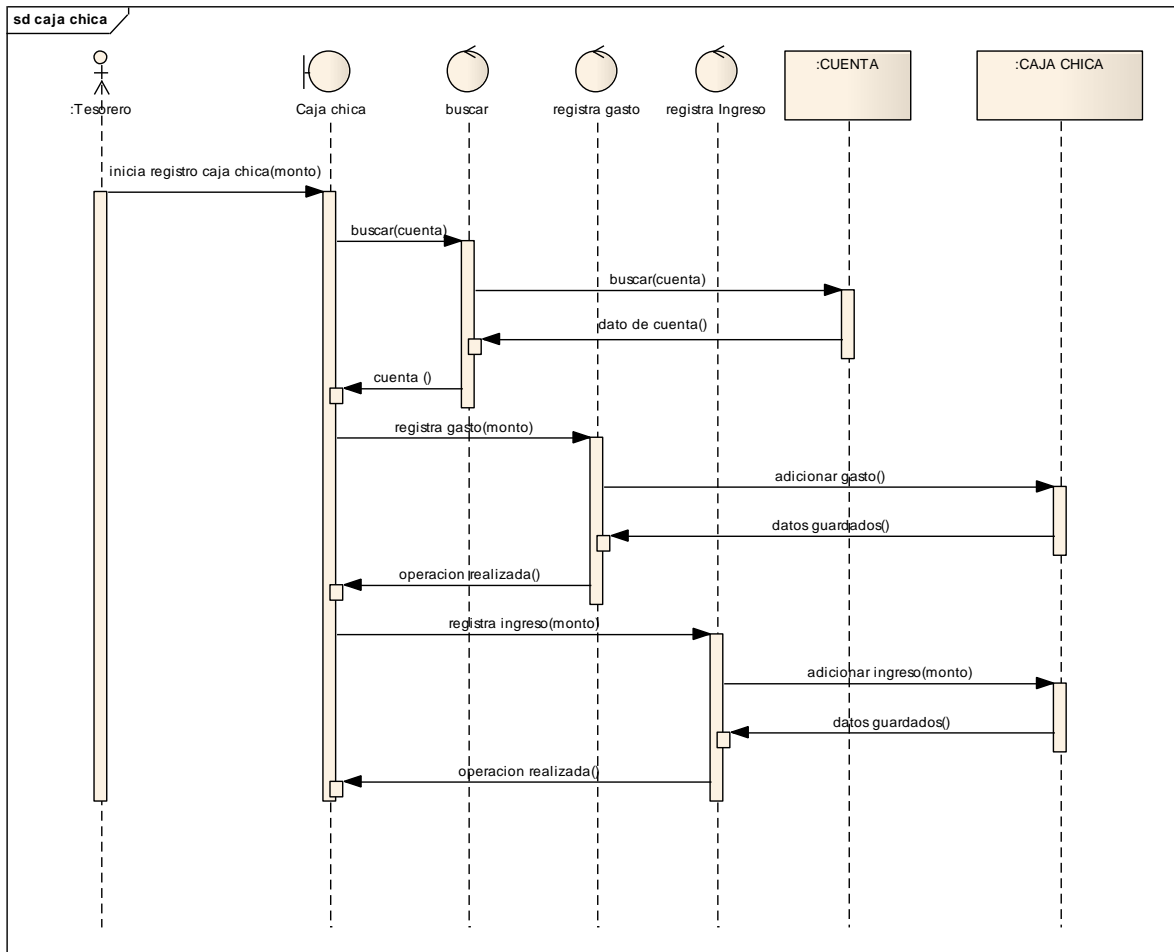 sd caja chica
:Tesorero
Caja chica
buscar
registra gasto
registra Ingreso
:CUENTA
:CAJA CHICA
inicia registro caja chica(monto)
buscar(cuenta)
buscar(cuenta)
dato de cuenta()
cuenta ()
registra gasto(monto)
adicionar gasto()
datos guardados()
operacion realizada()
registra ingreso(monto)
adicionar ingreso(monto)
datos guardados()
operacion realizada()